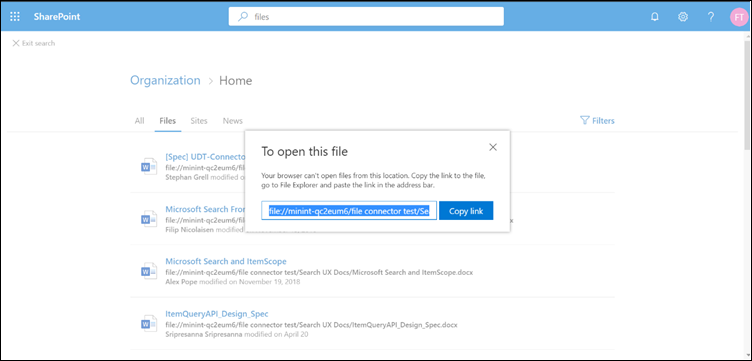 SharePoint
files
FT
Exit search
Organization > Home
All Files Sites News
Filters
[Spec] UDT-Connecto
file://minint-qc2eum6/file
Stephan Grell modified o
Microsoft Search Fron
file://minint-qc2eum6/file
Filip Nicolaisen modified
To open this file
Your browser can't open files from this location. Copy the link to the file,
go to File Explorer and paste the link in the address bar.
file://minint-qc2eum6/file connector test/Se
Copy link
Microsoft Search and ItemScope
file://minint-qc2eum6/file connector test/Search UX Docs/Microsoft Search and ItemScope.docx
Alex Pope modified on November 19, 2018
ItemQueryAPI_Design_Spec
file://minint-qc2eum6/file connector test/Search UX Docs/ItemQueryAPI_Design_Spec.docx
Sripresanna Sripresanna modified on April 20